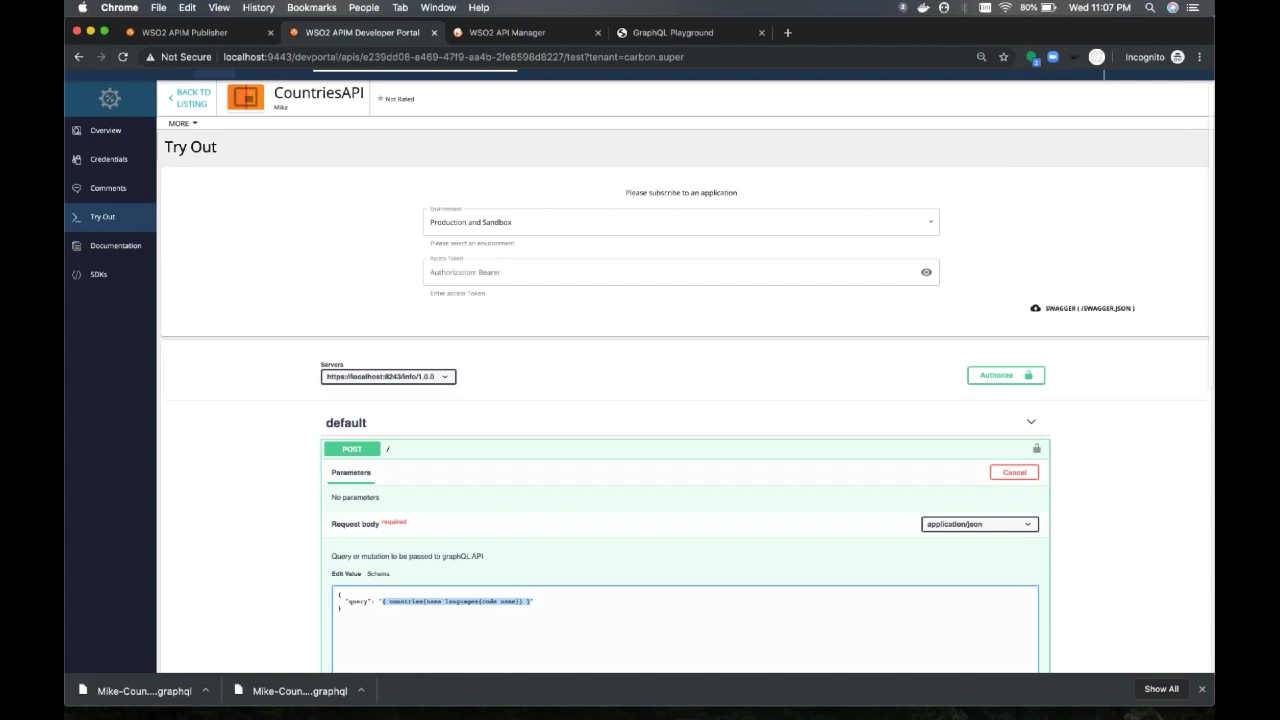 Chrome File Edit View History Bookmarks People Tab Window Help 80% Wed 11:07 PM
WSO2 APIM Publisher × WSO2 APIM Developer Portal × WSO2 API Manager × GraphQL Playground × +
Not Secure localhost:9443/devportal/apis/e239dd08-a469-47f9-aa4b-2fe8598d8227/test?tenant=carbon.super Incognito
BACK TO
LISTING
CountriesAPI
Mike
Not Rated
MORE
Overview
Credentials
Comments
Try Out
Documentation
SDKs
Try Out
Please subscribe to an application
Environment
Production and Sandbox
Please select an environment
Access Token
Authorization: Bearer
Enter access Token
SWAGGER ( /SWAGGER.JSON )
Servers
https://localhost:8243/info/1.0.0
Authorize
default
POST /
Parameters
Cancel
No parameters
Request body required
application/json
Query or mutation to be passed to graphQL API
Edit Value Schema
{
"query": "{ countries{name languages{code name}} }"
}
Mike-Coun....graphql
Mike-Coun....graphql
Show All ×